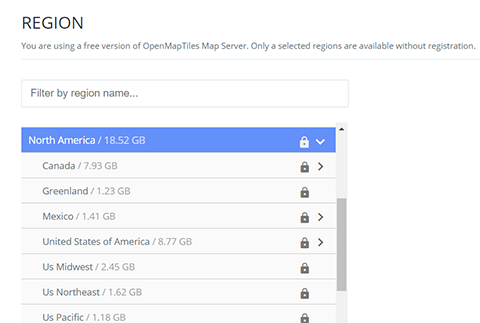 REGION
You are using a free version of OpenMapTiles Map Server. Only a selected regions are available without registration.
Filter by region name...
North America / 18.52 GB
Canada / 7.93 GB
Greenland / 1.23 GB
Mexico / 1.41 GB
United States of America / 8.77 GB
Us Midwest / 2.45 GB
Us Northeast / 1.62 GB
Us Pacific / 1.18 GB